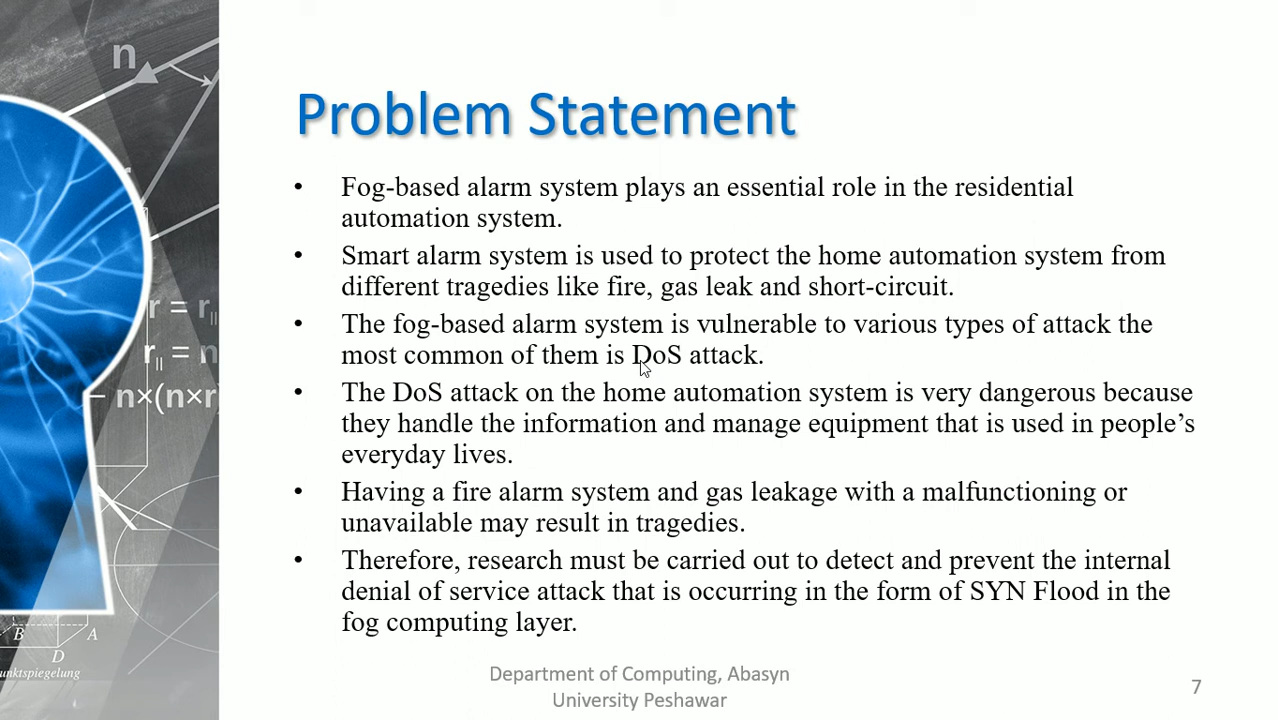 n
r
r = r||
r|| = n
n×(n×r)
B
A
D
unktspiegelung
Problem Statement
• Fog-based alarm system plays an essential role in the residential
automation system.
• Smart alarm system is used to protect the home automation system from
different tragedies like fire, gas leak and short-circuit.
• The fog-based alarm system is vulnerable to various types of attack the
most common of them is DoS attack.
• The DoS attack on the home automation system is very dangerous because
they handle the information and manage equipment that is used in people’s
everyday lives.
• Having a fire alarm system and gas leakage with a malfunctioning or
unavailable may result in tragedies.
• Therefore, research must be carried out to detect and prevent the internal
denial of service attack that is occurring in the form of SYN Flood in the
fog computing layer.
Department of Computing, Abasyn
University Peshawar
7